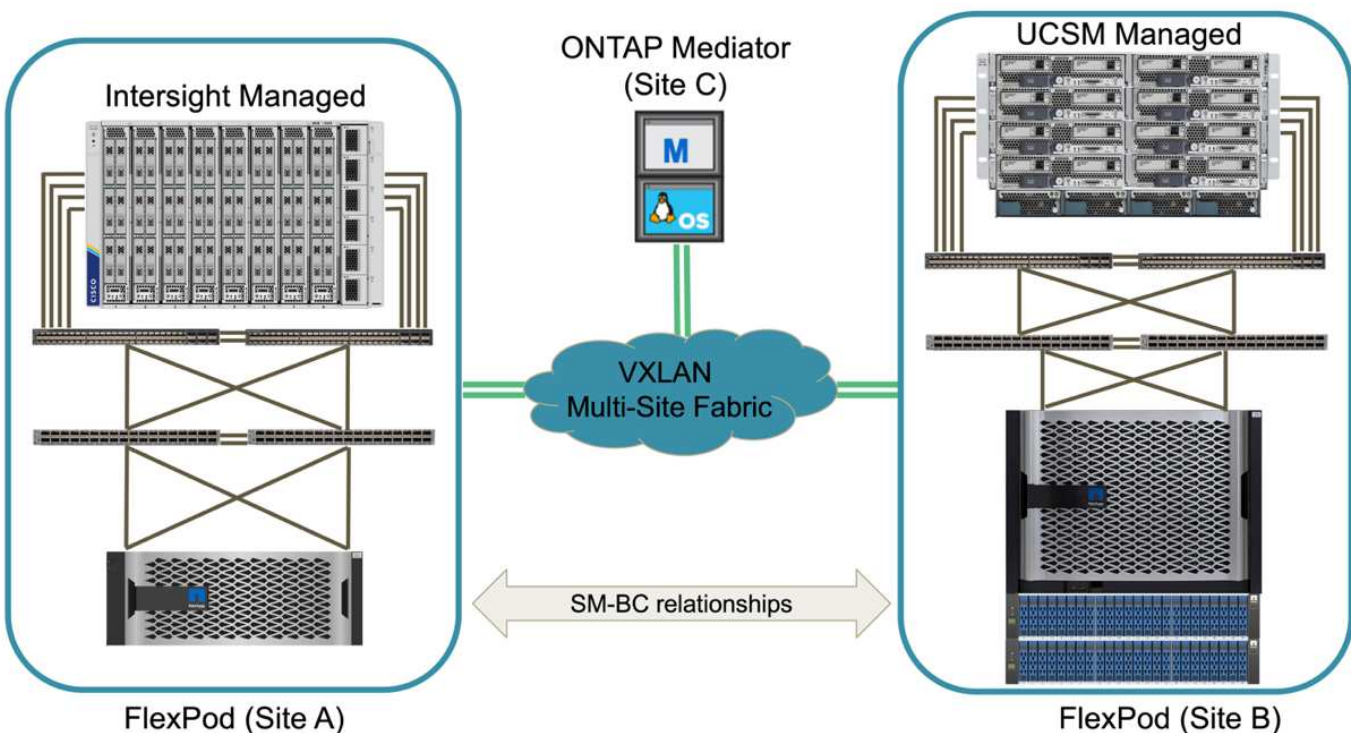 Intersight Managed
ONTAP Mediator
(Site C)
UCSM Managed
M
OS
CISCO
VXLAN
Multi-Site Fabric
SM-BC relationships
FlexPod (Site A)
FlexPod (Site B)